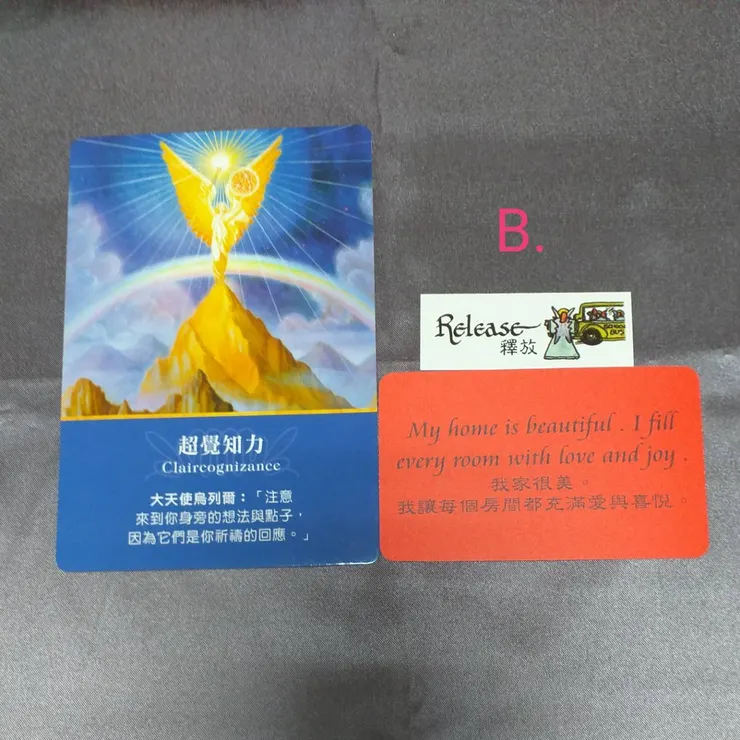 超覺知力
Claircognizance
大天使烏列爾：「注意
來到你身旁的想法與點子，
因為它們是你祈禱的回應。」
B.
Release
釋放
SCHOOL
BUS
My home is beautiful . I fill
every room with love and joy .
我家很美。
我讓每個房間都充滿愛與喜悅。